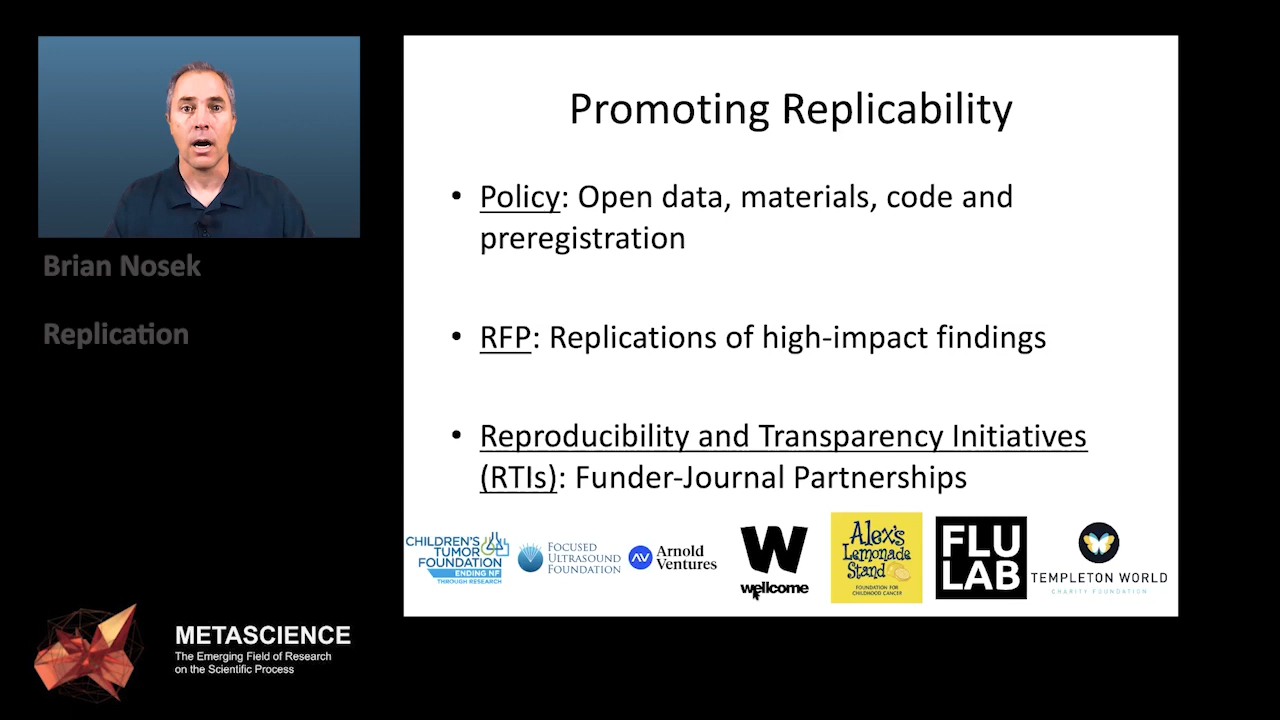 Brian Nosek
Replication
Promoting Replicability
• Policy: Open data, materials, code and
preregistration
• RFP: Replications of high-impact findings
• Reproducibility and Transparency Initiatives
(RTIs): Funder-Journal Partnerships
CHILDREN'S
TUMOR
FOUNDATION
ENDING NF
THROUGH RESEARCH
FOCUSED
ULTRASOUND
FOUNDATION
AV
Arnold
Ventures
W
wellcome
Alex's
Lemonade
Stand
FOUNDATION FOR
CHILDHOOD CANCER
FLU
LAB
TEMPLETON WORLD
CHARITY FOUNDATION
METASCIENCE
The Emerging Field of Research
on the Scientific Process